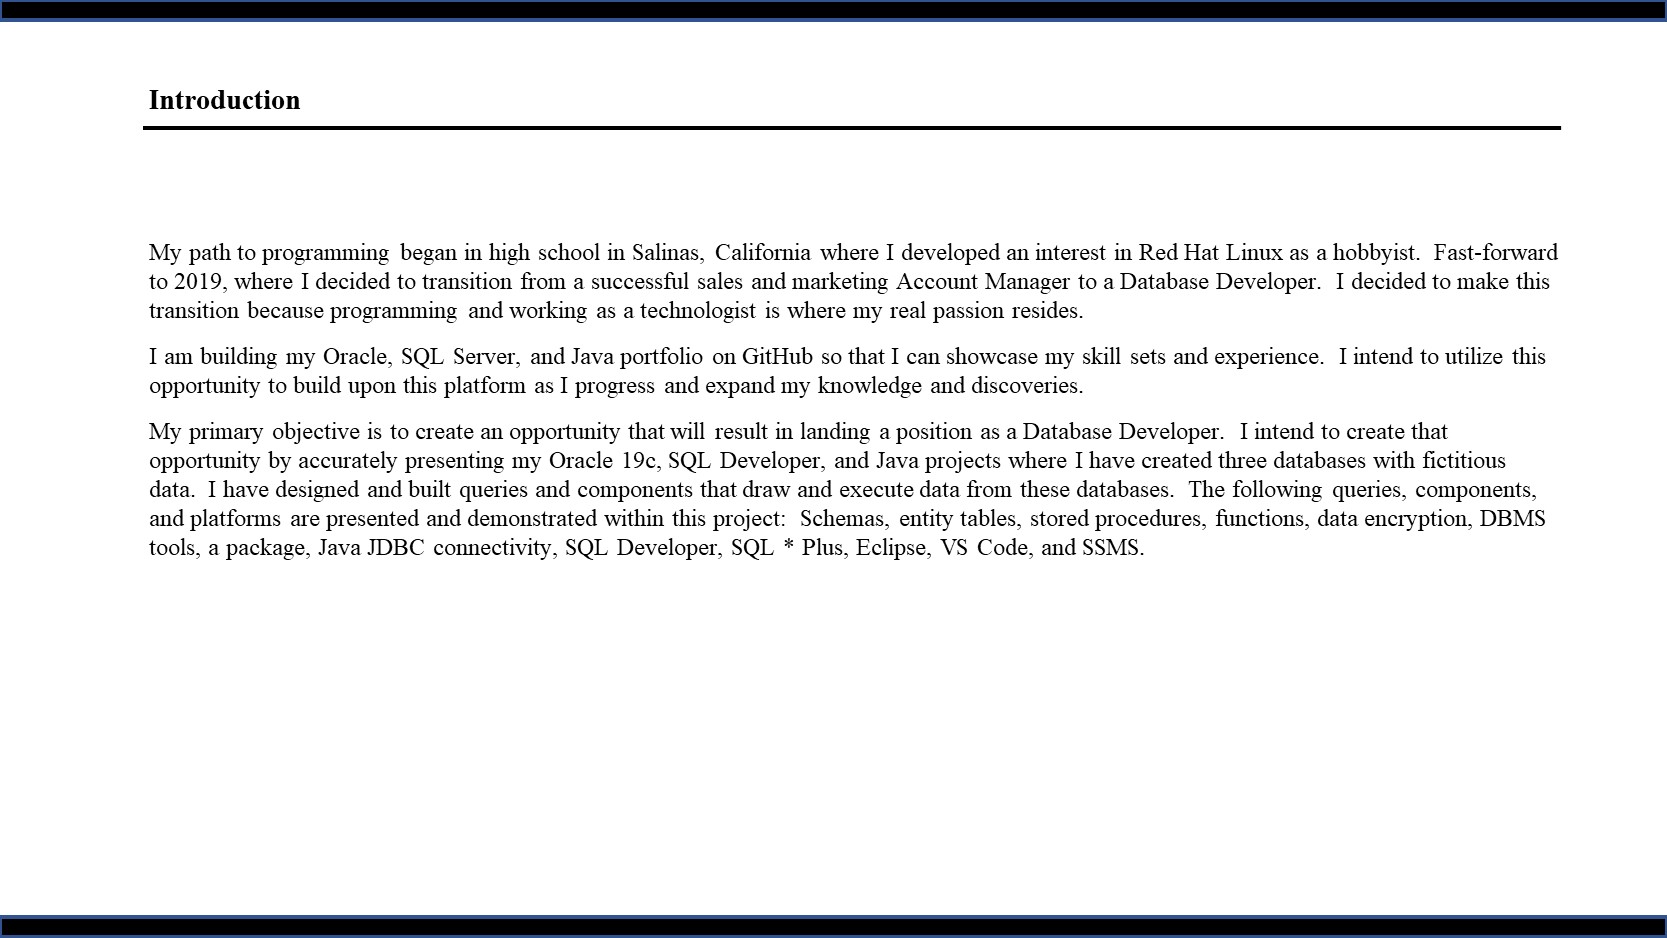 Introduction
My path to programming began in high school in Salinas, California where I developed an interest in Red Hat Linux as a hobbyist. Fast-forward
to 2019, where I decided to transition from a successful sales and marketing Account Manager to a Database Developer. I decided to make this
transition because programming and working as a technologist is where my real passion resides.
I am building my Oracle, SQL Server, and Java portfolio on GitHub so that I can showcase my skill sets and experience. I intend to utilize this
opportunity to build upon this platform as I progress and expand my knowledge and discoveries.
My primary objective is to create an opportunity that will result in landing a position as a Database Developer. I intend to create that
opportunity by accurately presenting my Oracle 19c, SQL Developer, and Java projects where I have created three databases with fictitious
data. I have designed and built queries and components that draw and execute data from these databases. The following queries, components,
and platforms are presented and demonstrated within this project: Schemas, entity tables, stored procedures, functions, data encryption, DBMS
tools, a package, Java JDBC connectivity, SQL Developer, SQL * Plus, Eclipse, VS Code, and SSMS.